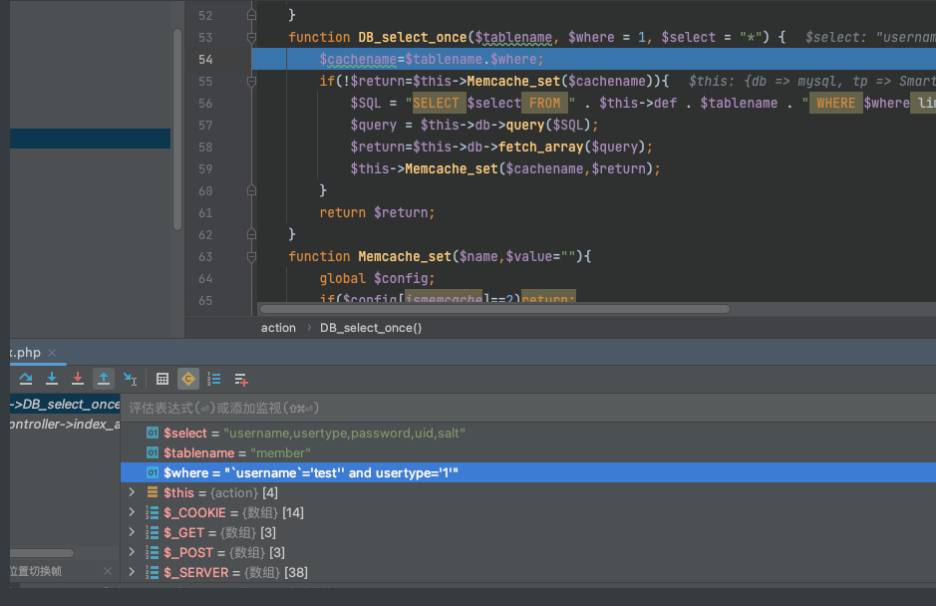 52 }
53 function DB_select_once($tablename, $where = 1, $select = "*") { $select: "usernam
54 $cachename=$tablename.$where;
55 if(!$return=$this->Memcache_set($cachename)){ $this: {db => mysql, tp => Smart
56 $SQL = "SELECT $select FROM " . $this->def . $tablename . " WHERE $where lin
57 $query = $this->db->query($SQL);
58 $return=$this->db->fetch_array($query);
59 $this->Memcache_set($cachename,$return);
60 }
61 return $return;
62 }
63 function Memcache_set($name,$value=""){
64 global $config;
65 if($config[ismemcache]==2)return;
action › DB_select_once()
x.php ×
->DB_select_once
ontroller->index_a
评估表达式(⏎)或添加监视(⇧⌘⏎)
$select = "username,usertype,password,uid,salt"
$tablename = "member"
$where = "`username`='test'' and usertype='1'"
$this = {action} [4]
$_COOKIE = {数组} [14]
$_GET = {数组} [3]
$_POST = {数组} [3]
位置切换帧 ×
$_SERVER = {数组} [38]